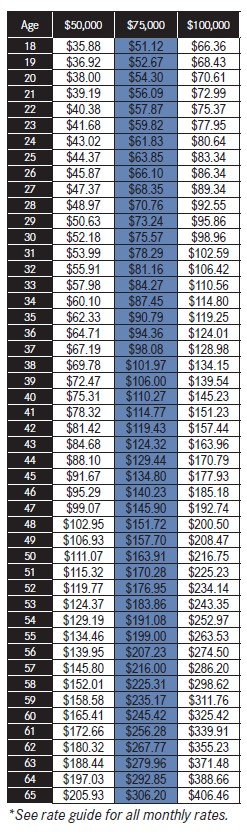 Age $50,000 $75,000 $100,000
18 $35.88 $51.12 $66.36
19 $36.92 $52.67 $68.43
20 $38.00 $54.30 $70.61
21 $39.19 $56.09 $72.99
22 $40.38 $57.87 $75.37
23 $41.68 $59.82 $77.95
24 $43.02 $61.83 $80.64
25 $44.37 $63.85 $83.34
26 $45.87 $66.10 $86.34
27 $47.37 $68.35 $89.34
28 $48.97 $70.76 $92.55
29 $50.63 $73.24 $95.86
30 $52.18 $75.57 $98.96
31 $53.99 $78.29 $102.59
32 $55.91 $81.16 $106.42
33 $57.98 $84.27 $110.56
34 $60.10 $87.45 $114.80
35 $62.33 $90.79 $119.25
36 $64.71 $94.36 $124.01
37 $67.19 $98.08 $128.98
38 $69.78 $101.97 $134.15
39 $72.47 $106.00 $139.54
40 $75.31 $110.27 $145.23
41 $78.32 $114.77 $151.23
42 $81.42 $119.43 $157.44
43 $84.68 $124.32 $163.96
44 $88.10 $129.44 $170.79
45 $91.67 $134.80 $177.93
46 $95.29 $140.23 $185.18
47 $99.07 $145.90 $192.74
48 $102.95 $151.72 $200.50
49 $106.93 $157.70 $208.47
50 $111.07 $163.91 $216.75
51 $115.32 $170.28 $225.23
52 $119.77 $176.95 $234.14
53 $124.37 $183.86 $243.35
54 $129.19 $191.08 $252.97
55 $134.46 $199.00 $263.53
56 $139.95 $207.23 $274.50
57 $145.80 $216.00 $286.20
58 $152.01 $225.31 $298.62
59 $158.58 $235.17 $311.76
60 $165.41 $245.42 $325.42
61 $172.66 $256.28 $339.91
62 $180.32 $267.77 $355.23
63 $188.44 $279.96 $371.48
64 $197.03 $292.85 $388.66
65 $205.93 $306.20 $406.46
*See rate guide for all monthly rates.